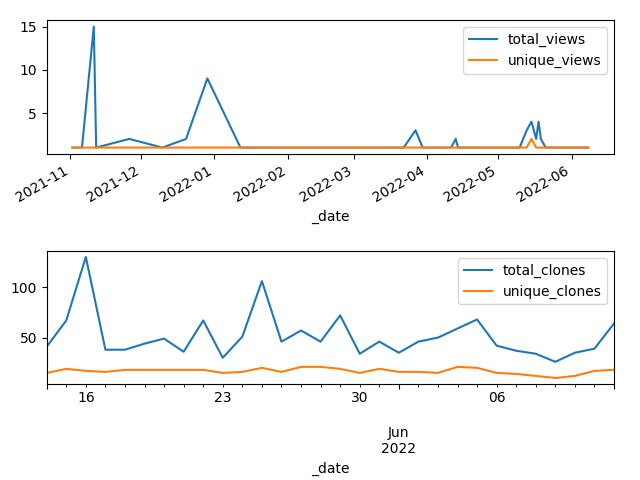 15
10
5
total_views
unique_views
2021-11
2021-12
2022-01
2022-02
2022-03
2022-04
2022-05
2022-06
_date
100
50
total_clones
unique_clones
16
23
30
06
Jun
2022
_date